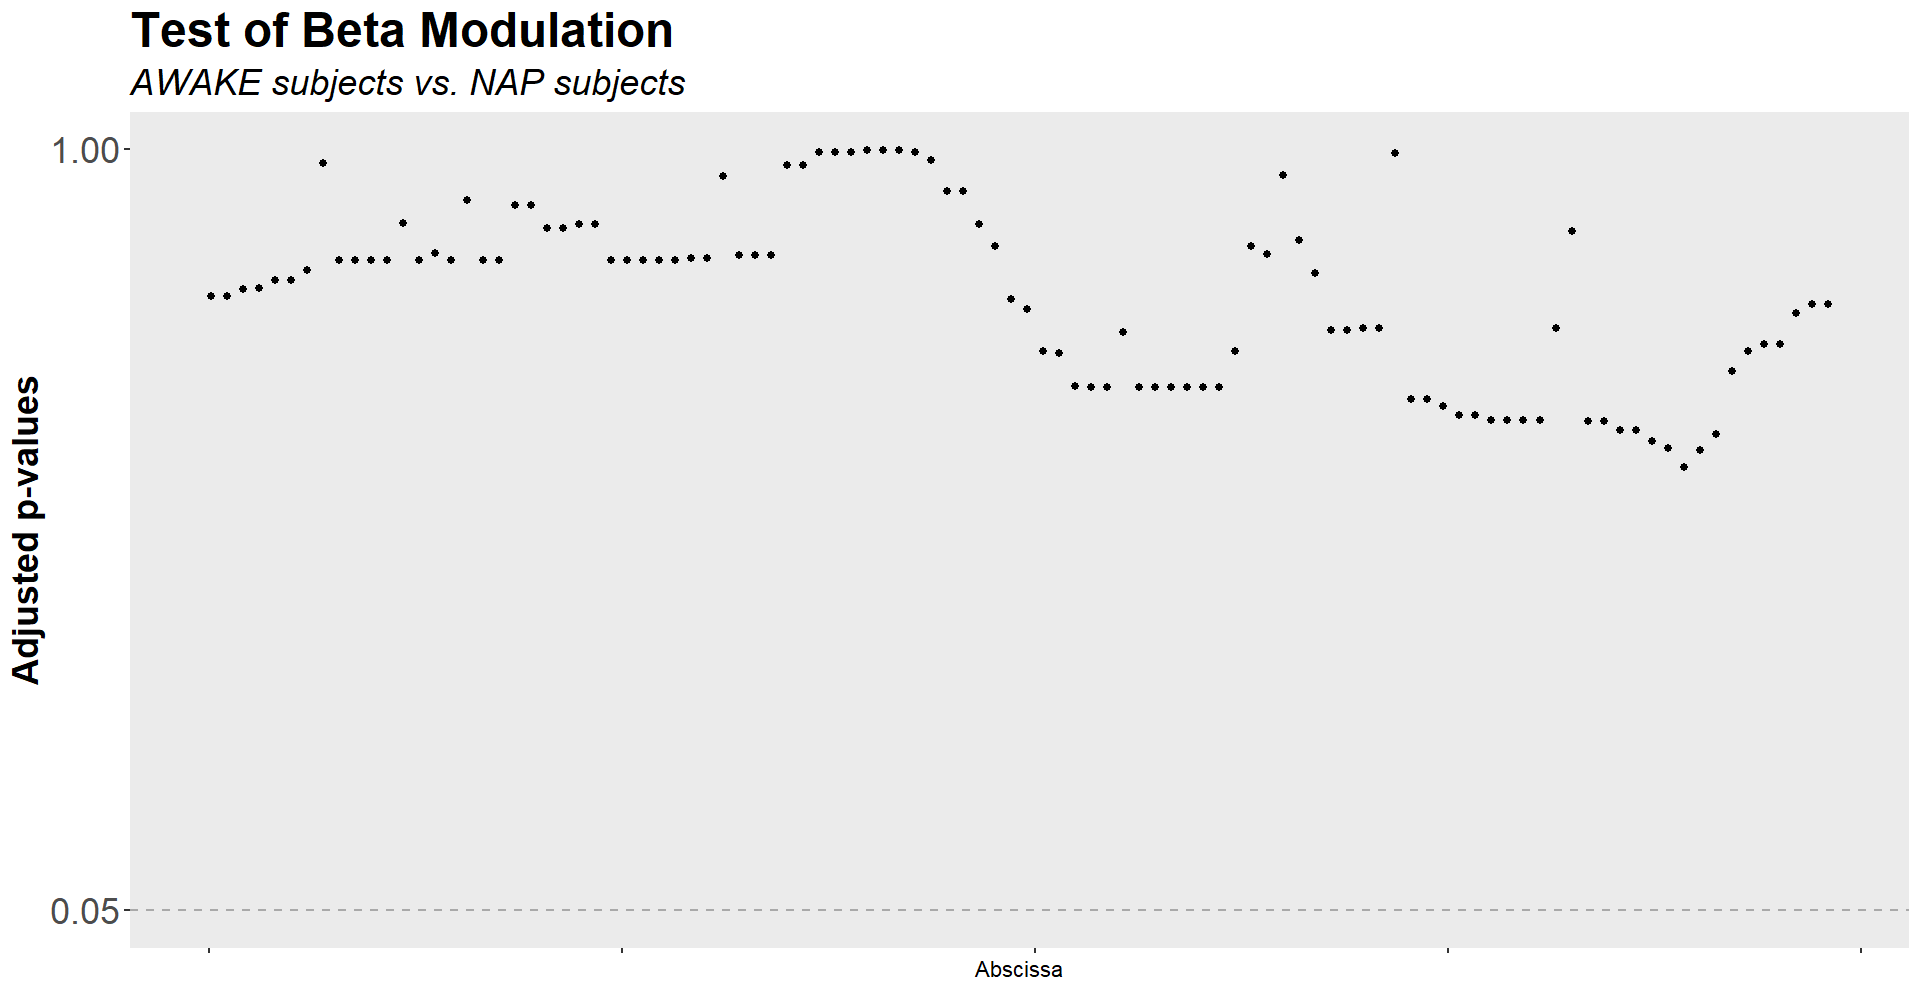 Test of Beta Modulation
AWAKE subjects vs. NAP subjects
1.00
Adjusted p-values
0.05
Abscissa